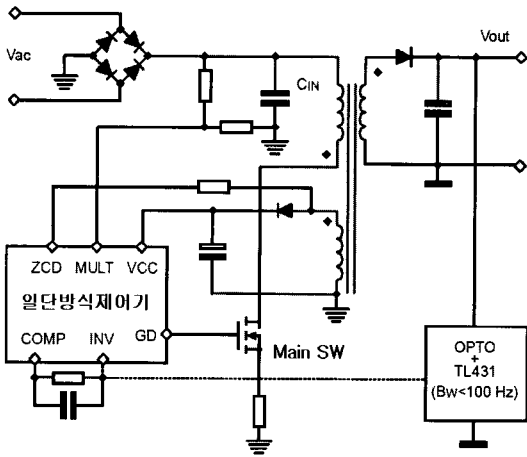 Vac
Vout
CIN
ZCD MULT VCC
일단방식제어기
COMP INV GD
Main SW
OPTO
+
TL431
(Bw<100 Hz)